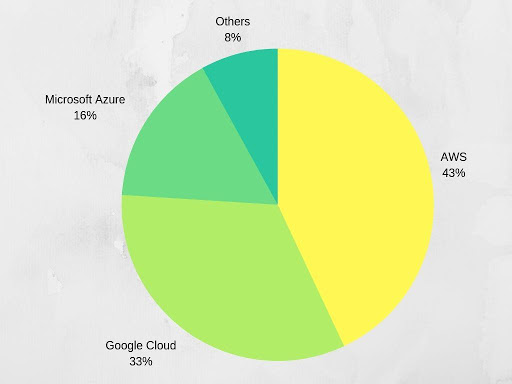 Others
8%
Microsoft Azure
16%
AWS
43%
Google Cloud
33%